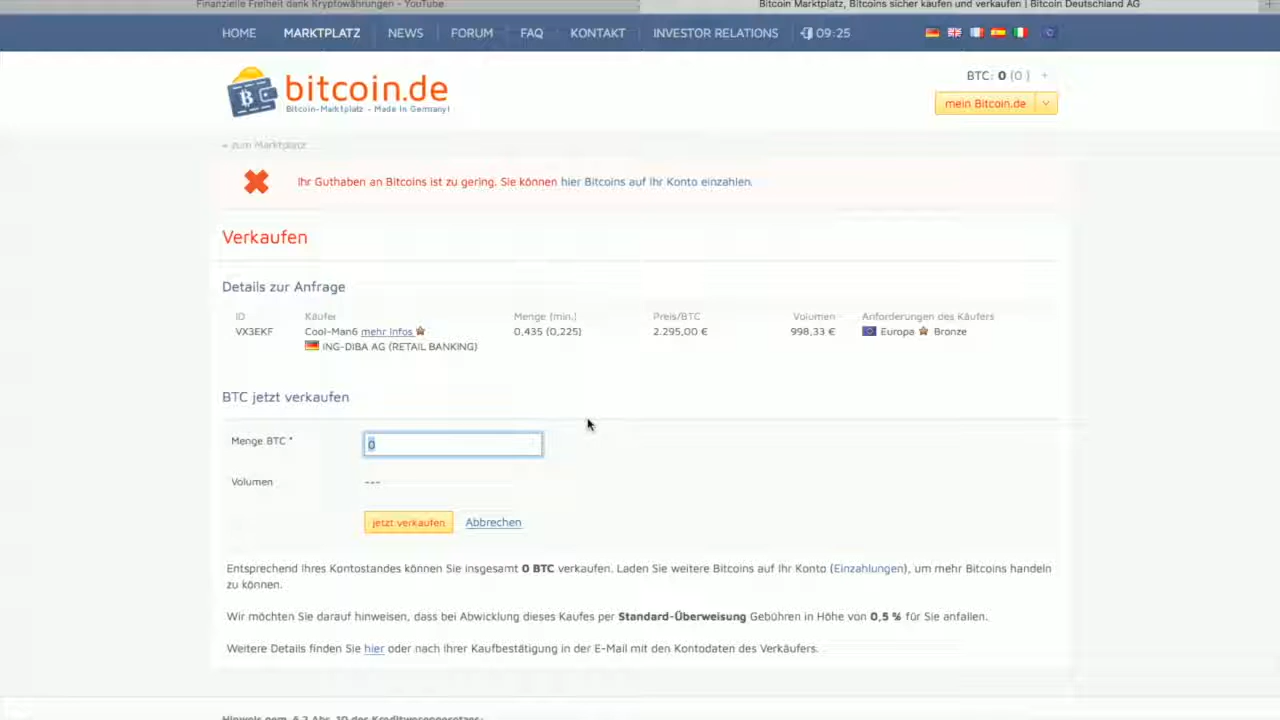 Finanzielle Freiheit dank Kryptowährungen - YouTube
Bitcoin Marktplatz, Bitcoins sicher kaufen und verkaufen | Bitcoin Deutschland AG
HOME MARKTPLATZ NEWS FORUM FAQ KONTAKT INVESTOR RELATIONS 09:25
bitcoin.de
Bitcoin-Marktplatz - Made in Germany!
BTC: 0 (0 ) +
mein Bitcoin.de
« zum Marktplatz
Ihr Guthaben an Bitcoins ist zu gering. Sie können hier Bitcoins auf Ihr Konto einzahlen.
Verkaufen
Details zur Anfrage
ID Käufer Menge (min.) Preis/BTC Volumen Anforderungen des Käufers
VX3EKF Cool-Man6 mehr Infos 0,435 (0,225) 2.295,00 € 998,33 € Europa Bronze
ING-DIBA AG (RETAIL BANKING)
BTC jetzt verkaufen
Menge BTC * 0
Volumen ---
jetzt verkaufen Abbrechen
Entsprechend Ihres Kontostandes können Sie insgesamt 0 BTC verkaufen. Laden Sie weitere Bitcoins auf Ihr Konto (Einzahlungen), um mehr Bitcoins handeln
zu können.
Wir möchten Sie darauf hinweisen, dass bei Abwicklung dieses Kaufes per Standard-Überweisung Gebühren in Höhe von 0,5 % für Sie anfallen.
Weitere Details finden Sie hier oder nach Ihrer Kaufbestätigung in der E-Mail mit den Kontodaten des Verkäufers.
Hinweis gem. § 2 Abs. 10 des Kreditwesengesetzes: